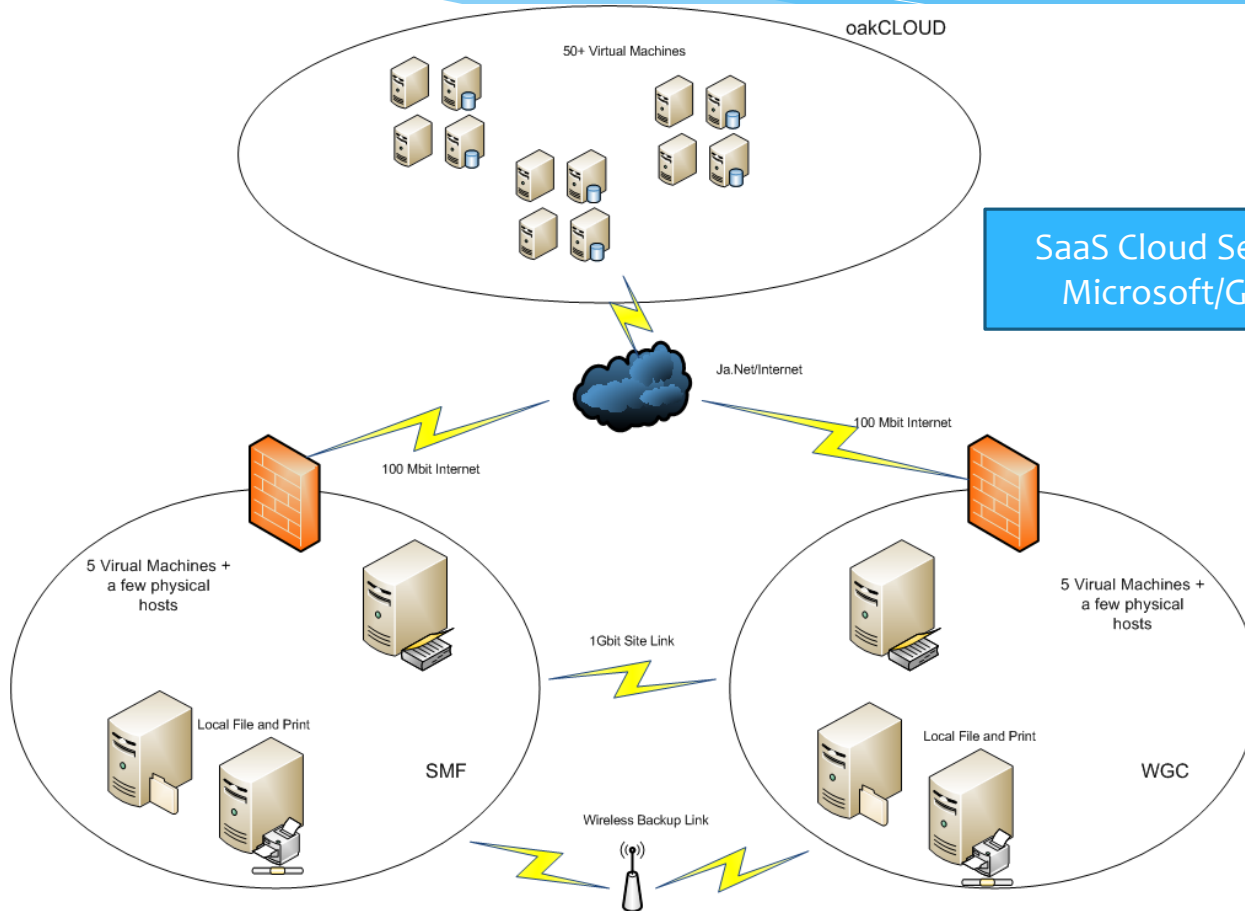 oakCLOUD
50+ Virtual Machines
SaaS Cloud Se
Microsoft/G
Ja.Net/Internet
100 Mbit Internet
100 Mbit Internet
5 Virual Machines +
a few physical
hosts
5 Virual Machines +
a few physical
hosts
1Gbit Site Link
Local File and Print
Local File and Print
SMF
WGC
Wireless Backup Link